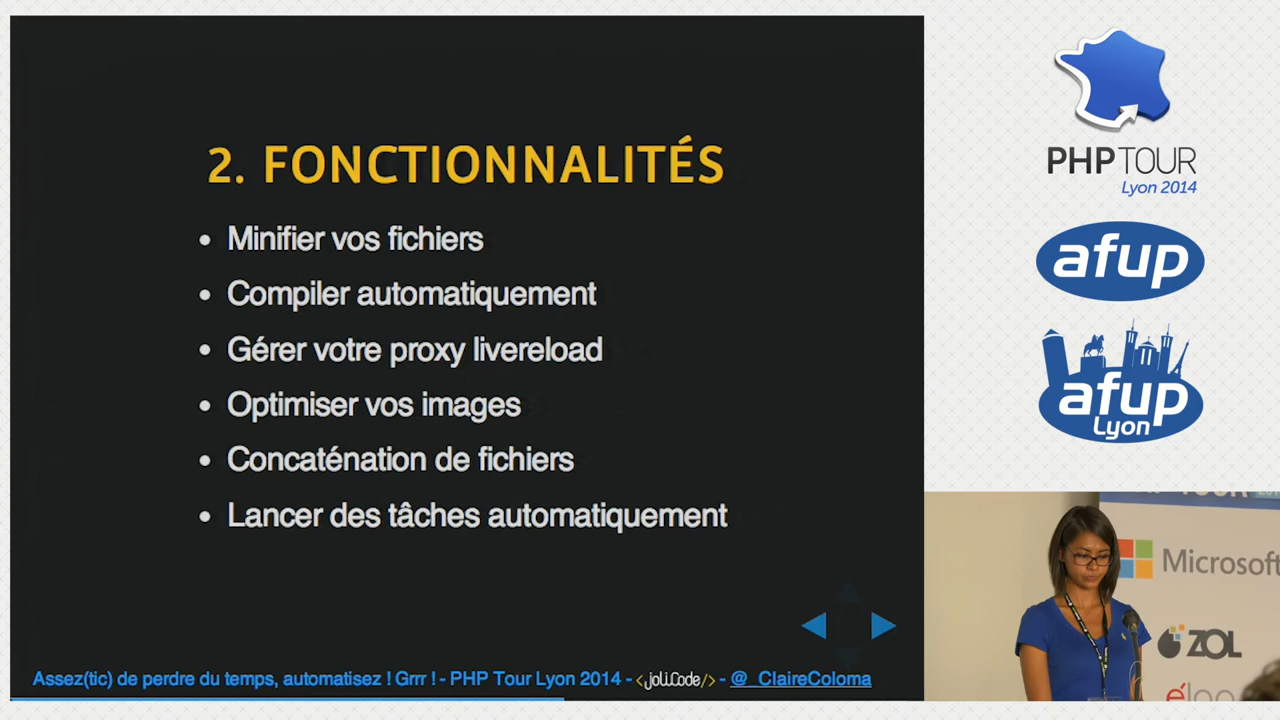 2. FONCTIONNALITÉS
Minifier vos fichiers
Compiler automatiquement
Gérer votre proxy livereload
Optimiser vos images
Concaténation de fichiers
Lancer des tâches automatiquement
Assez(tic) de perdre du temps, automatisez ! Grrr ! - PHP Tour Lyon 2014 - <joliCode/> - @_ClaireColoma
PHPTOUR
Lyon 2014
afup
afup
Lyon
TOUR
Microsoft
ZOL